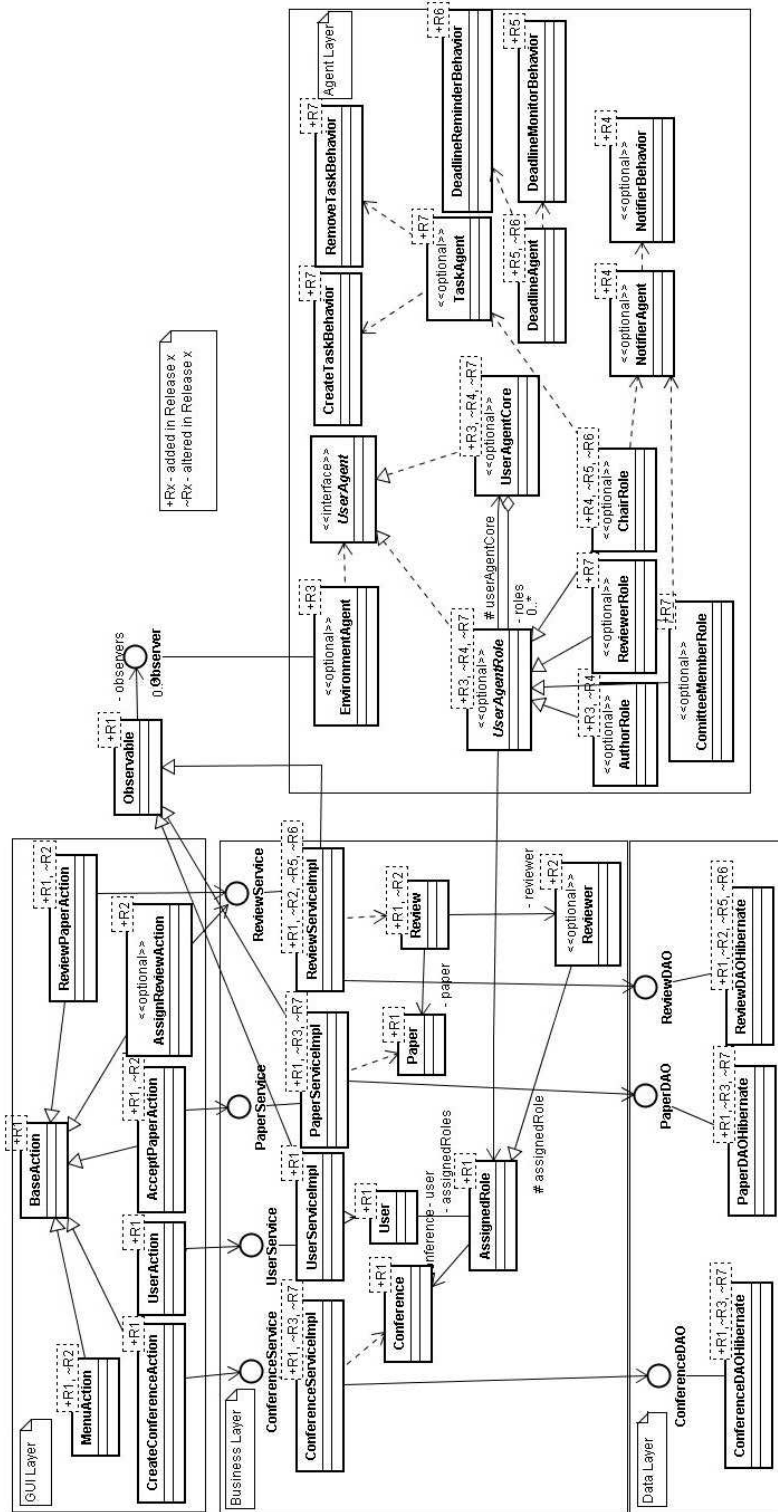 GUI Layer
+R1
BaseAction
+R1, ~R2
MenuAction
+R1
CreateConferenceAction
+R1
UserAction
+R1, ~R2
AcceptPaperAction
+R2
<<optional>>
AssignReviewAction
+R1, ~R2
ReviewPaperAction
+R1
Observable
- observers
0..
Observer
+Rx - added in Release x
~Rx - altered in Release x
Business Layer
ConferenceService
UserService
PaperService
ReviewService
+R1, ~R3, ~R7
ConferenceServiceImpl
+R1
UserServiceImpl
+R1, ~R3, ~R7
PaperServiceImpl
+R1, ~R2, ~R5, ~R6
ReviewServiceImpl
+R1
Conference
+R1
User
+R1
Paper
+R1, ~R2
Review
- paper
- reviewer
onference
- user
- assignedRoles
+R1
AssignedRole
# assignedRole
+R2
<<optional>>
Reviewer
Data Layer
ConferenceDAO
PaperDAO
ReviewDAO
+R1,~R3, ~R7
ConferenceDAOHibernate
+R1, ~R3, ~R7
PaperDAOHibernate
+R1,~R2, ~R5, ~R6
ReviewDAOHibernate
Agent Layer
+R3
<<optional>>
EnvironmentAgent
<<interface>>
UserAgent
+R7
CreateTaskBehavior
+R7
RemoveTaskBehavior
+R3, ~R4, ~R7
<<optional>>
UserAgentRole
# userAgentCore
- roles
0..*
+R3, ~R4, ~R7
<<optional>>
UserAgentCore
+R7
<<optional>>
TaskAgent
+R6
DeadlineReminderBehavior
+R5, ~R6
DeadlineAgent
+R5
DeadlineMonitorBehavior
+R3, ~R4
<<optional>>
AuthorRole
+R7
<<optional>>
ReviewerRole
+R4, ~R5, ~R6
<<optional>>
ChairRole
+R4
<<optional>>
NotifierAgent
+R4
<<optional>>
NotifierBehavior
+R7
<<optional>>
ComitteeMemberRole